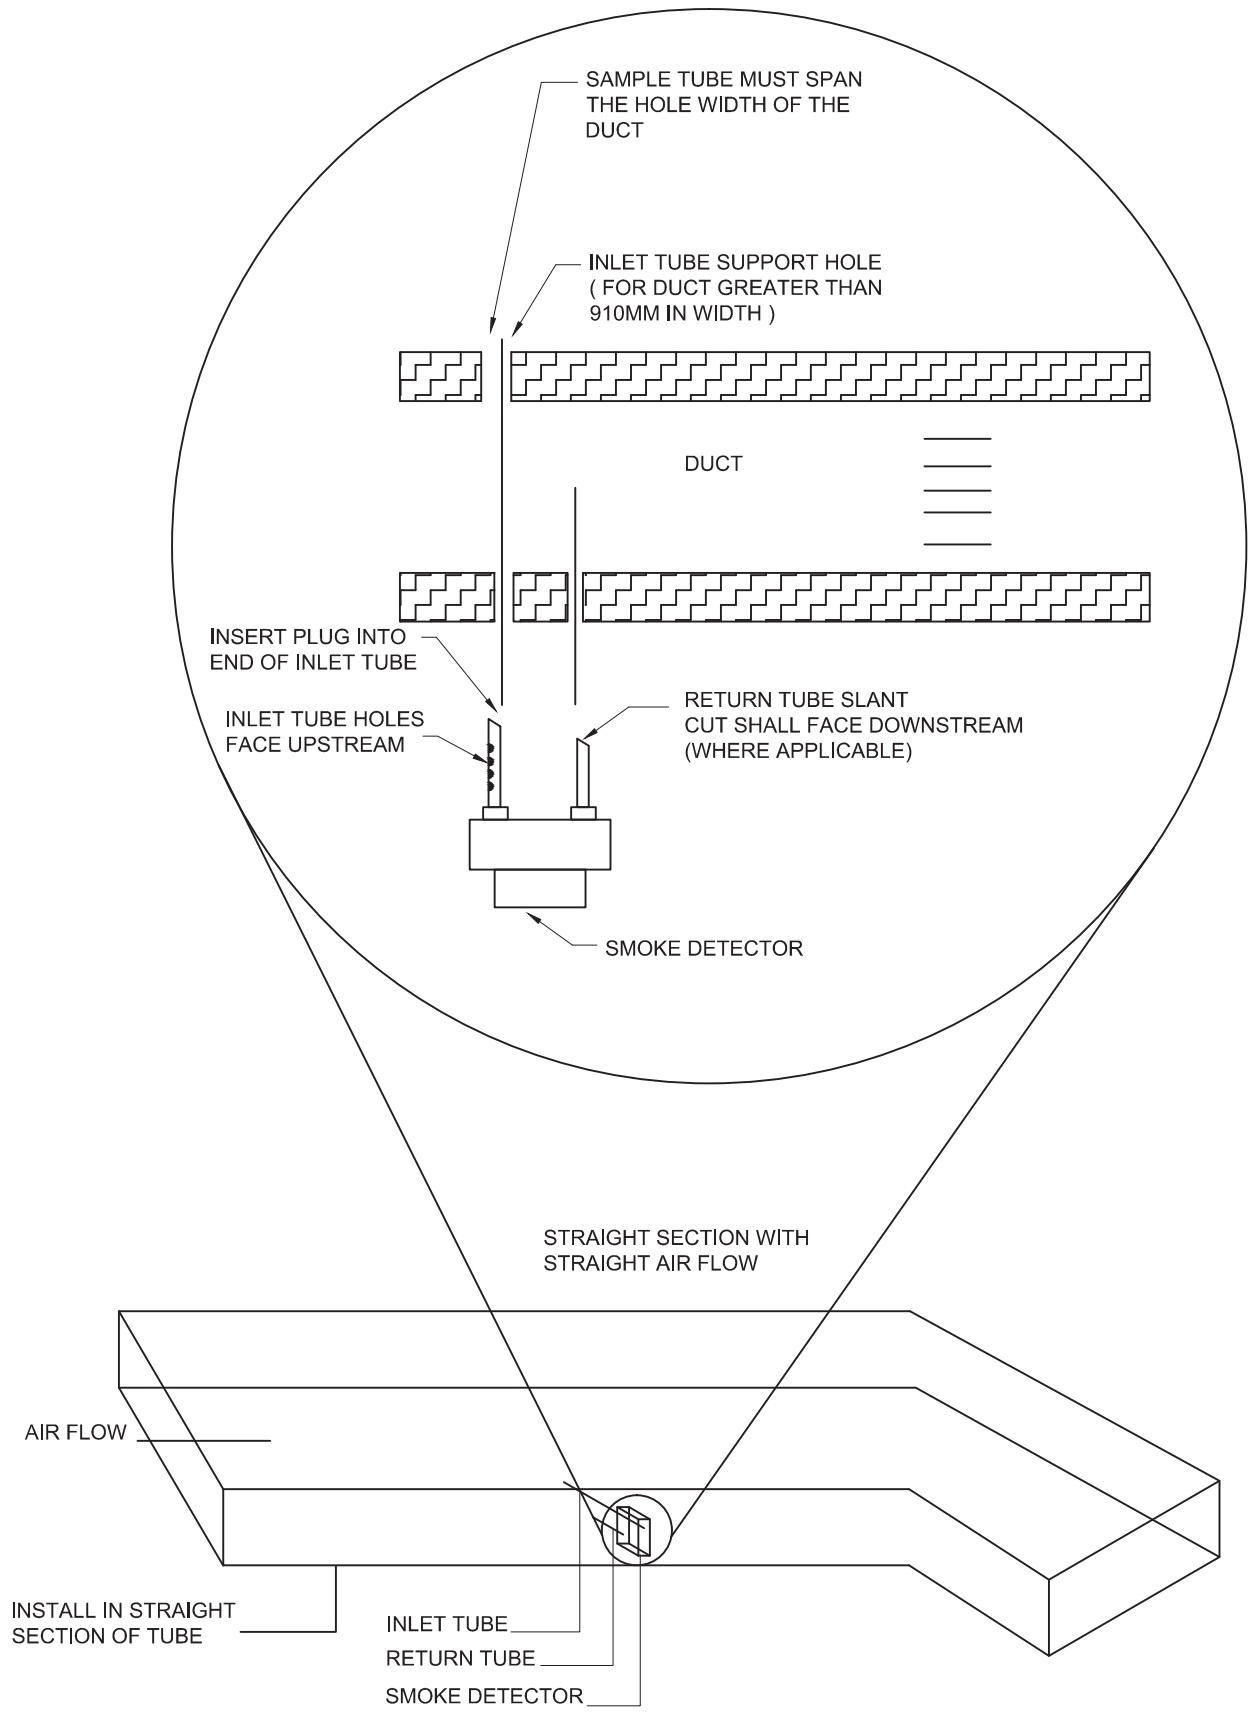 SAMPLE TUBE MUST SPAN
THE HOLE WIDTH OF THE
DUCT
INLET TUBE SUPPORT HOLE
( FOR DUCT GREATER THAN
910MM IN WIDTH )
DUCT
INSERT PLUG INTO
END OF INLET TUBE
INLET TUBE HOLES
FACE UPSTREAM
RETURN TUBE SLANT
CUT SHALL FACE DOWNSTREAM
(WHERE APPLICABLE)
SMOKE DETECTOR
STRAIGHT SECTION WITH
STRAIGHT AIR FLOW
AIR FLOW
INSTALL IN STRAIGHT
SECTION OF TUBE
INLET TUBE
RETURN TUBE
SMOKE DETECTOR